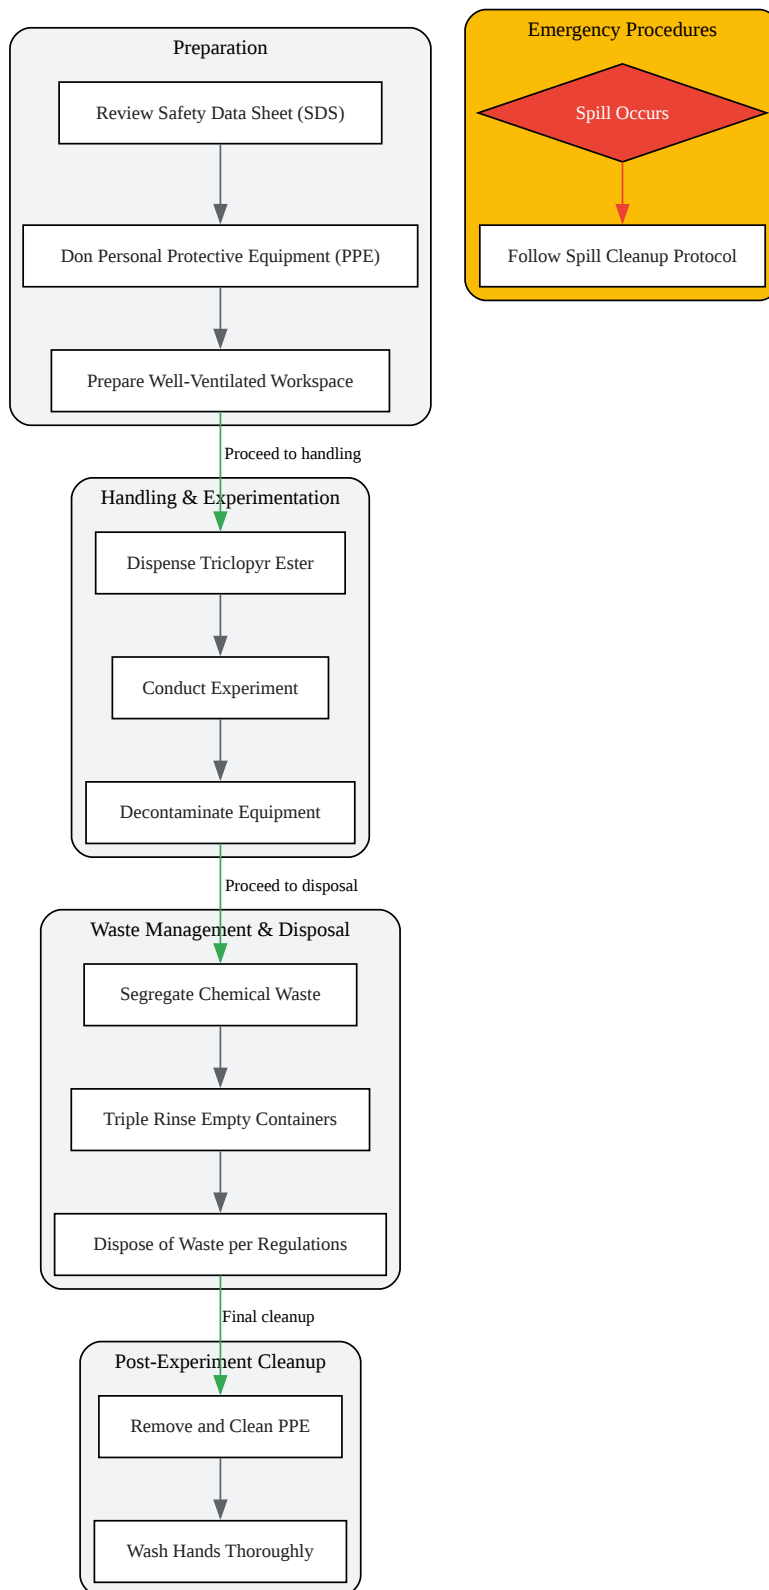 Preparation
Review Safety Data Sheet (SDS)
Don Personal Protective Equipment (PPE)
Prepare Well-Ventilated Workspace
Proceed to handling
Handling & Experimentation
Dispense Triclopyr Ester
Conduct Experiment
Decontaminate Equipment
Proceed to disposal
Waste Management & Disposal
Segregate Chemical Waste
Triple Rinse Empty Containers
Dispose of Waste per Regulations
Final cleanup
Post-Experiment Cleanup
Remove and Clean PPE
Wash Hands Thoroughly
Emergency Procedures
Spill Occurs
Follow Spill Cleanup Protocol